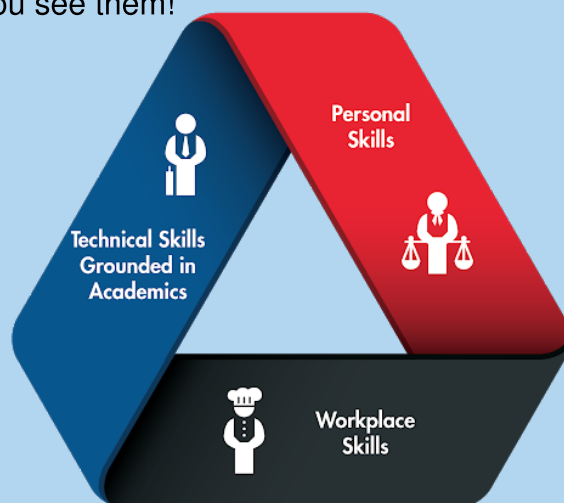 ou see them!
Personal
Skills
Technical Skills
Grounded in
Academics
Workplace
Skills